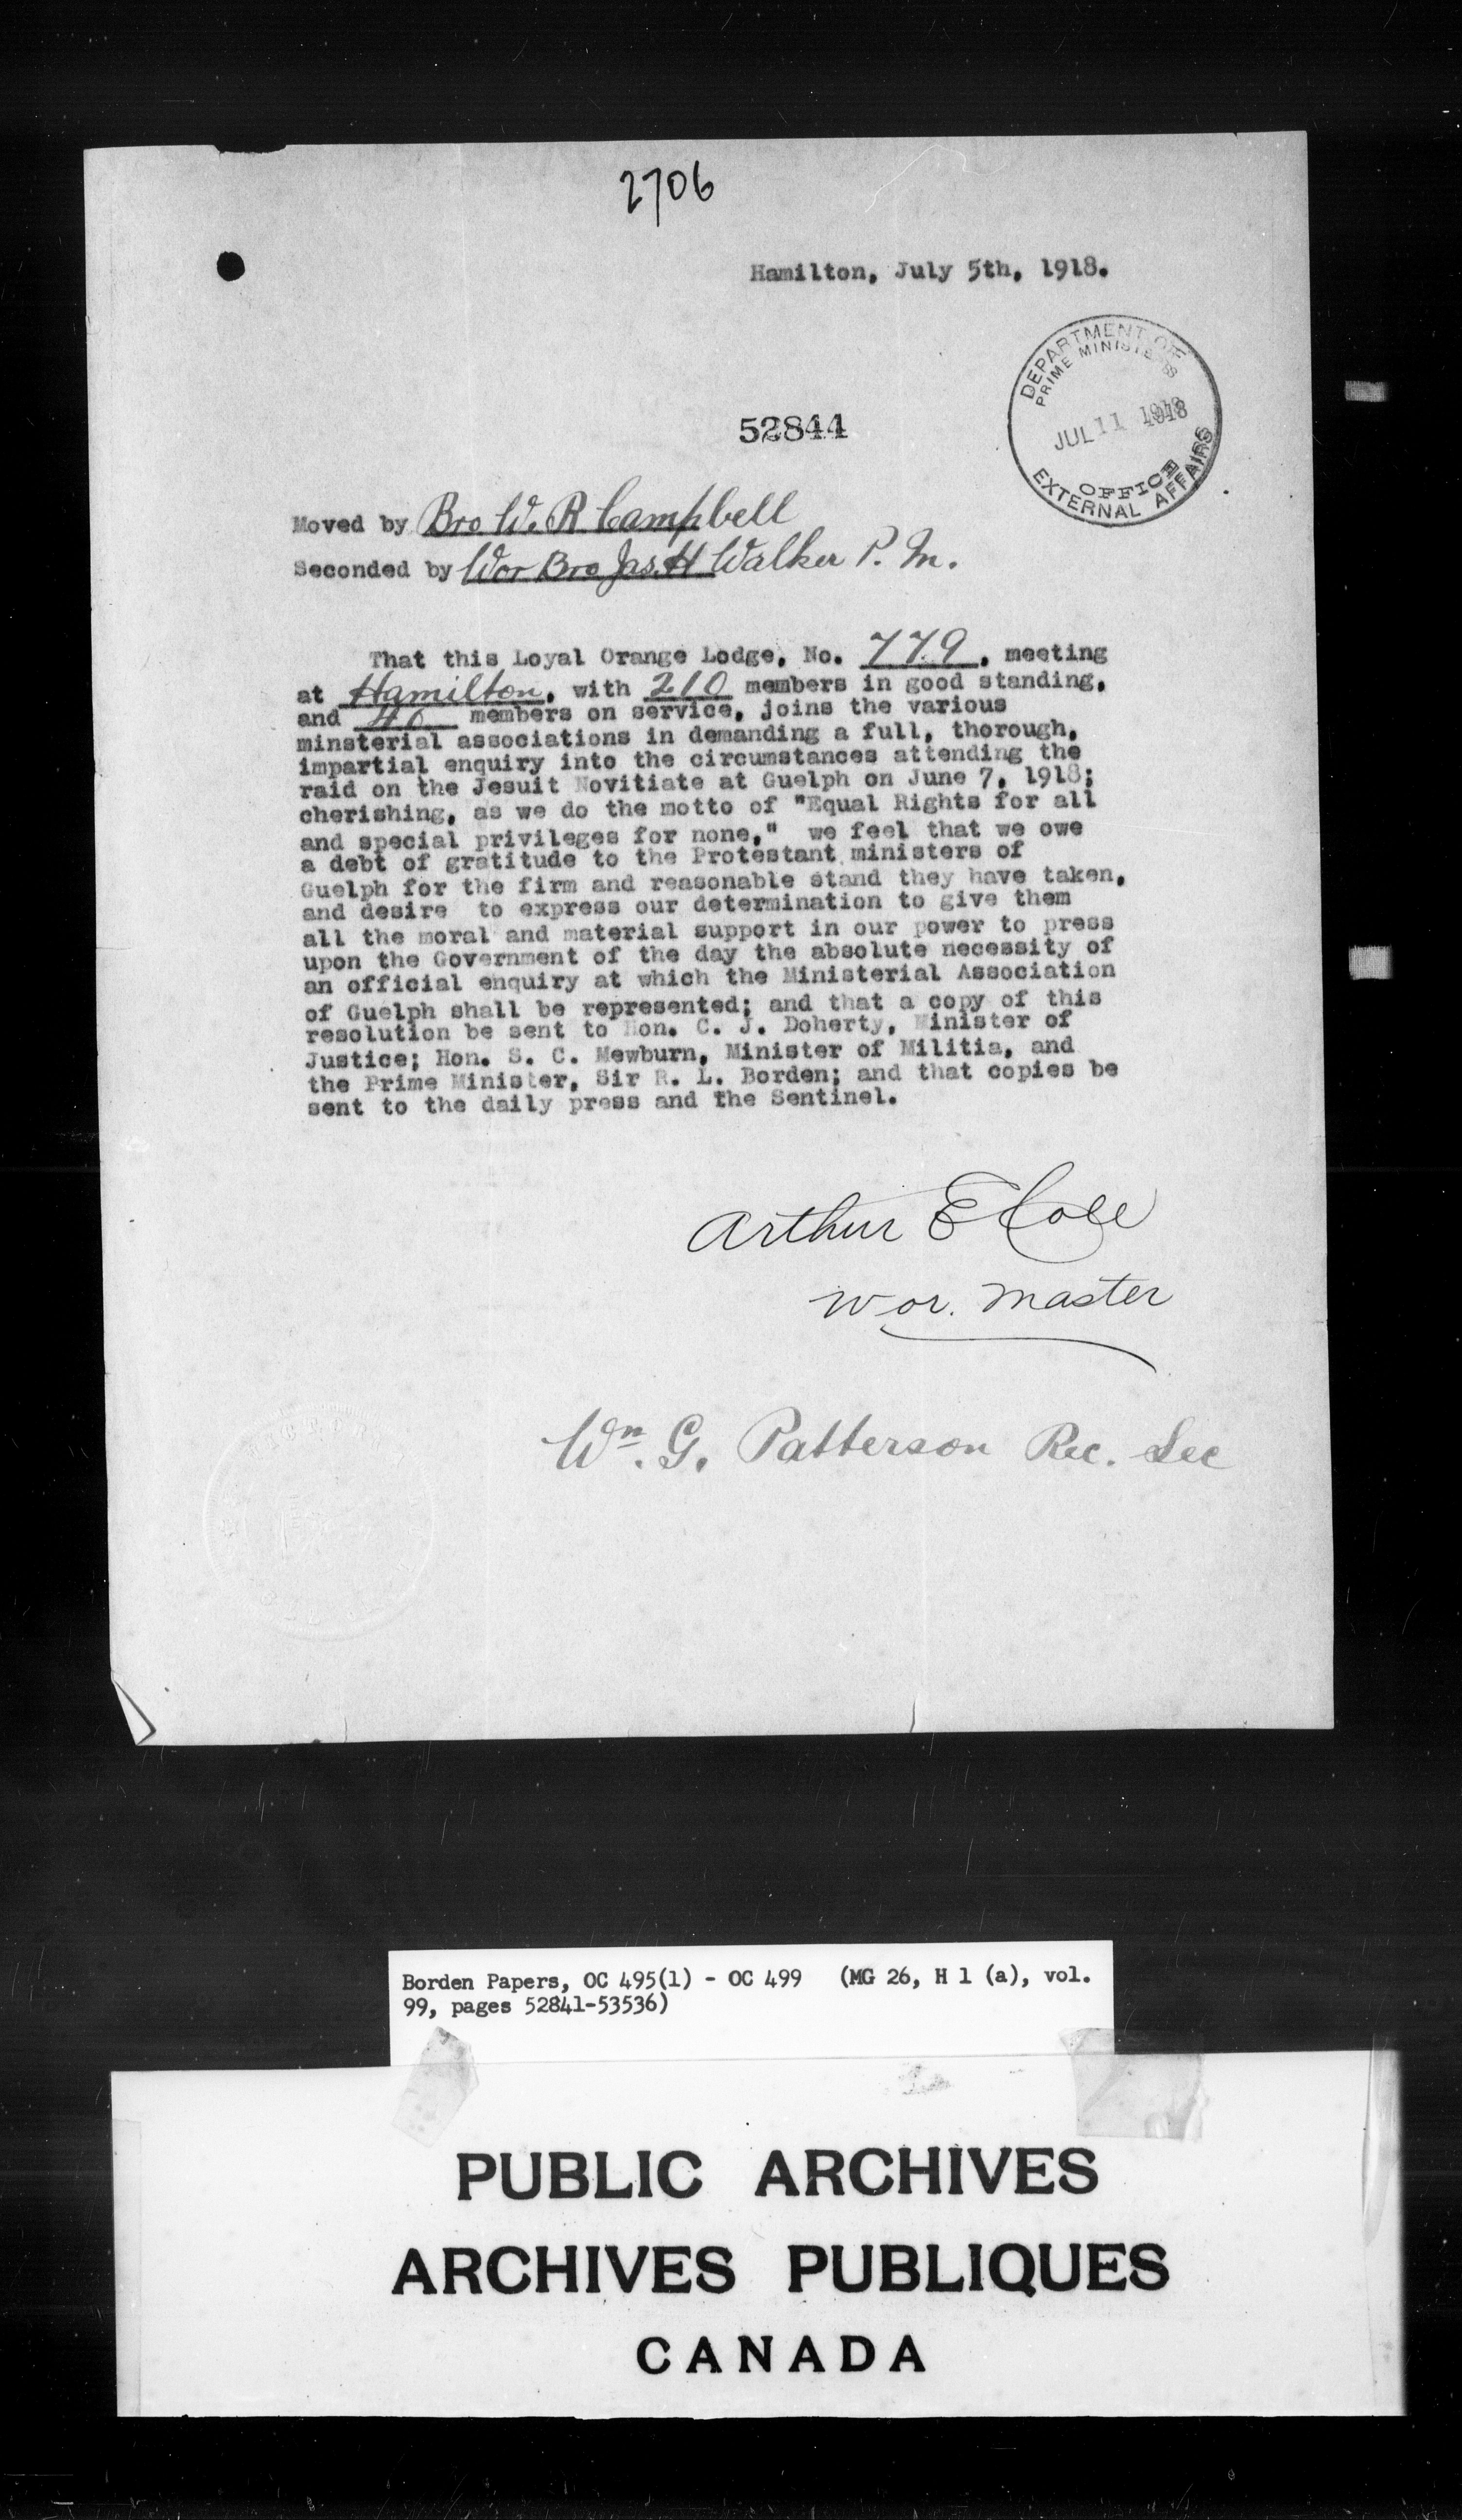 2706
Hamilton, July 5th, 1918.
DEPARTMENT OF
PRIME MINISTERS
JUL 11 1918
OFFICE
EXTERNAL AFFAIRS
52844
Moved by Bro W. R Campbell
Seconded by Wor Bro Jas. H Walker P. M.
That this Loyal Orange Lodge, No. 779, meeting
at Hamilton, with 210 members in good standing,
and 40 members on service, joins the various
minsterial associations in demanding a full, thorough,
impartial enquiry into the circumstances attending the
raid on the Jesuit Novitiate at Guelph on June 7, 1918;
cherishing, as we do the motto of "Equal Rights for all
and special privileges for none," we feel that we owe
a debt of gratitude to the Protestant ministers of
Guelph for the firm and reasonable stand they have taken,
and desire to express our determination to give them
all the moral and material support in our power to press
upon the Government of the day the absolute necessity of
an official enquiry at which the Ministerial Association
of Guelph shall be represented; and that a copy of this
resolution be sent to Hon. C. J. Doherty, Minister of
Justice; Hon. S. C. Mewburn, Minister of Militia, and
the Prime Minister, Sir R. L. Borden; and that copies be
sent to the daily press and the Sentinel.
Arthur E Cole
Wor. Master
Wm. G. Patterson Rec. Sec
Borden Papers, OC 495(1) - OC 499 (MG 26, H 1 (a), vol.
99, pages 52841-53536)
PUBLIC ARCHIVES
ARCHIVES PUBLIQUES
CANADA